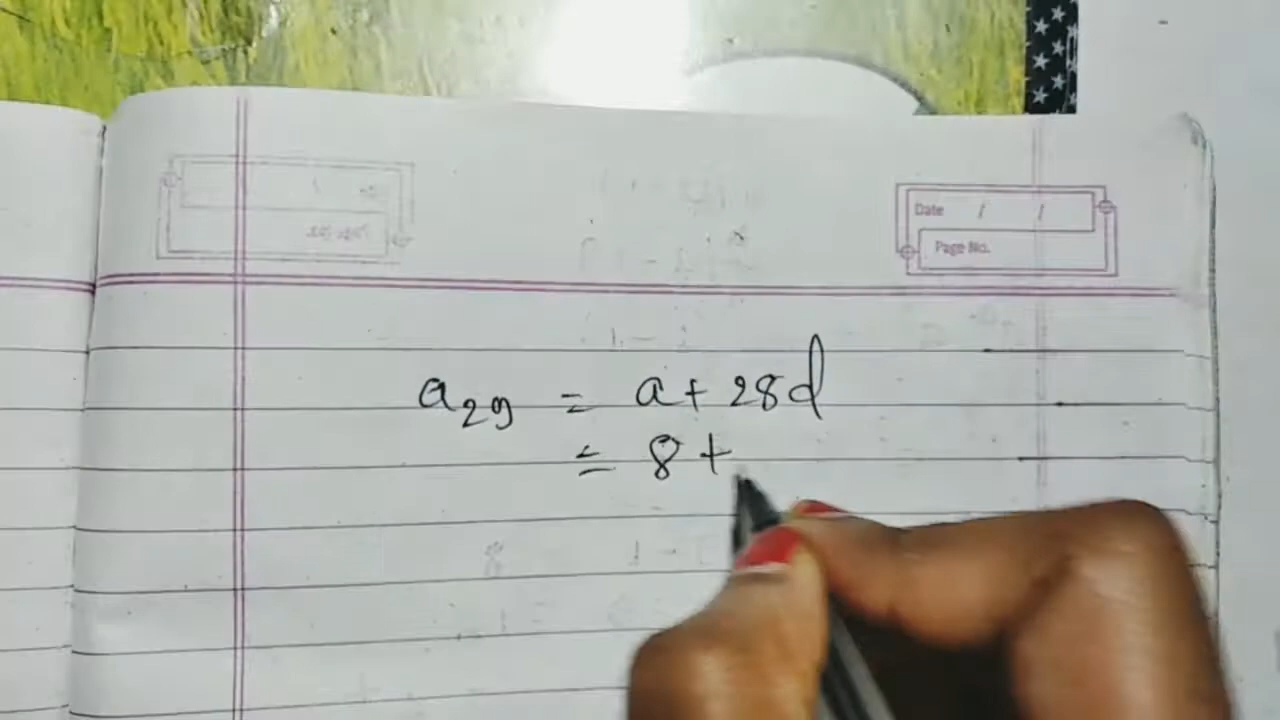 Date / /
Page No.
a₂₉ = a + 28d
= 8 +